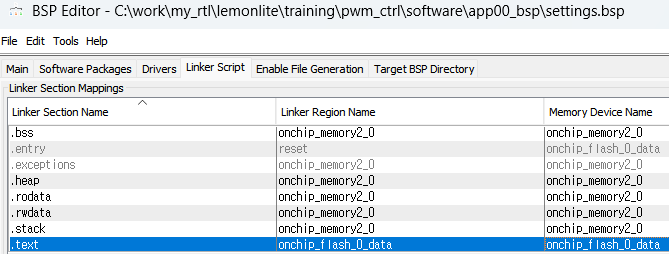 BSP Editor - C:\work\my_rtl\lemonlite\training\pwm_ctrl\software\app00_bsp\settings.bsp
File Edit Tools Help
Main Software Packages Drivers Linker Script Enable File Generation Target BSP Directory
Linker Section Mappings
Linker Section Name Linker Region Name Memory Device Name
.bss onchip_memory2_0 onchip_memory2_0
.entry reset onchip_flash_0_data
.exceptions onchip_memory2_0 onchip_memory2_0
.heap onchip_memory2_0 onchip_memory2_0
.rodata onchip_memory2_0 onchip_memory2_0
.rwdata onchip_memory2_0 onchip_memory2_0
.stack onchip_memory2_0 onchip_memory2_0
.text onchip_flash_0_data onchip_flash_0_data